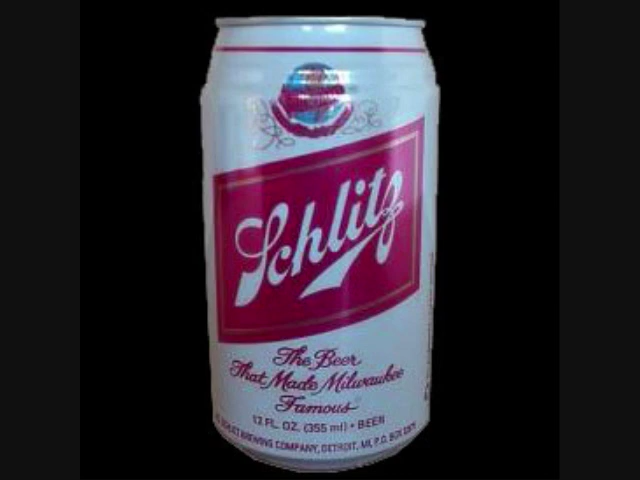 Schlitz
The Beer
That Made Milwaukee
Famous
12 FL. OZ. (355 ml) • BEER
BREWING COMPANY, DETROIT, MI, P.O. BOX